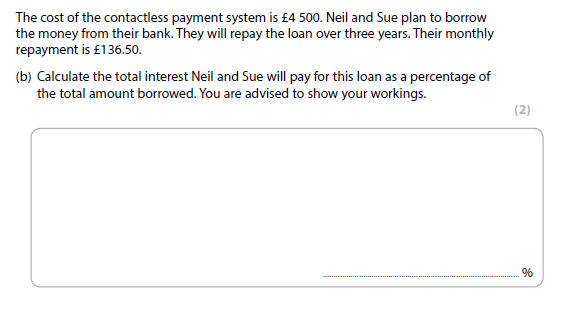 The cost of the contactless payment system is £4 500. Neil and Sue plan to borrow
the money from their bank. They will repay the loan over three years. Their monthly
repayment is £136.50.
(b) Calculate the total interest Neil and Sue will pay for this loan as a percentage of
the total amount borrowed. You are advised to show your workings.
(2)
%